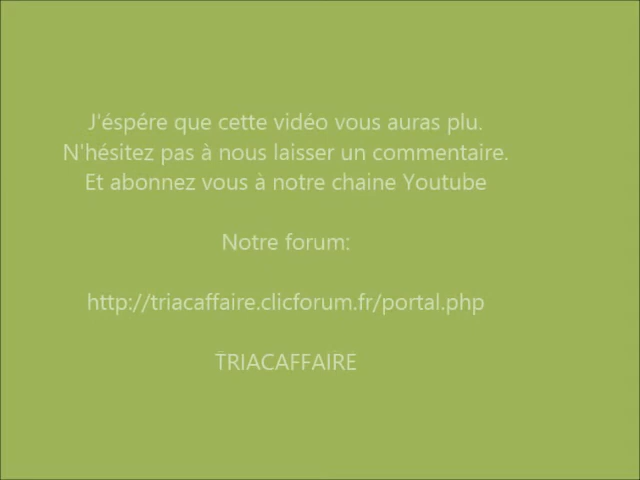 J'éspére que cette vidéo vous auras plu.
N'hésitez pas à nous laisser un commentaire.
Et abonnez vous à notre chaine Youtube
Notre forum:
http://triacaffaire.clicforum.fr/portal.php
TRIACAFFAIRE